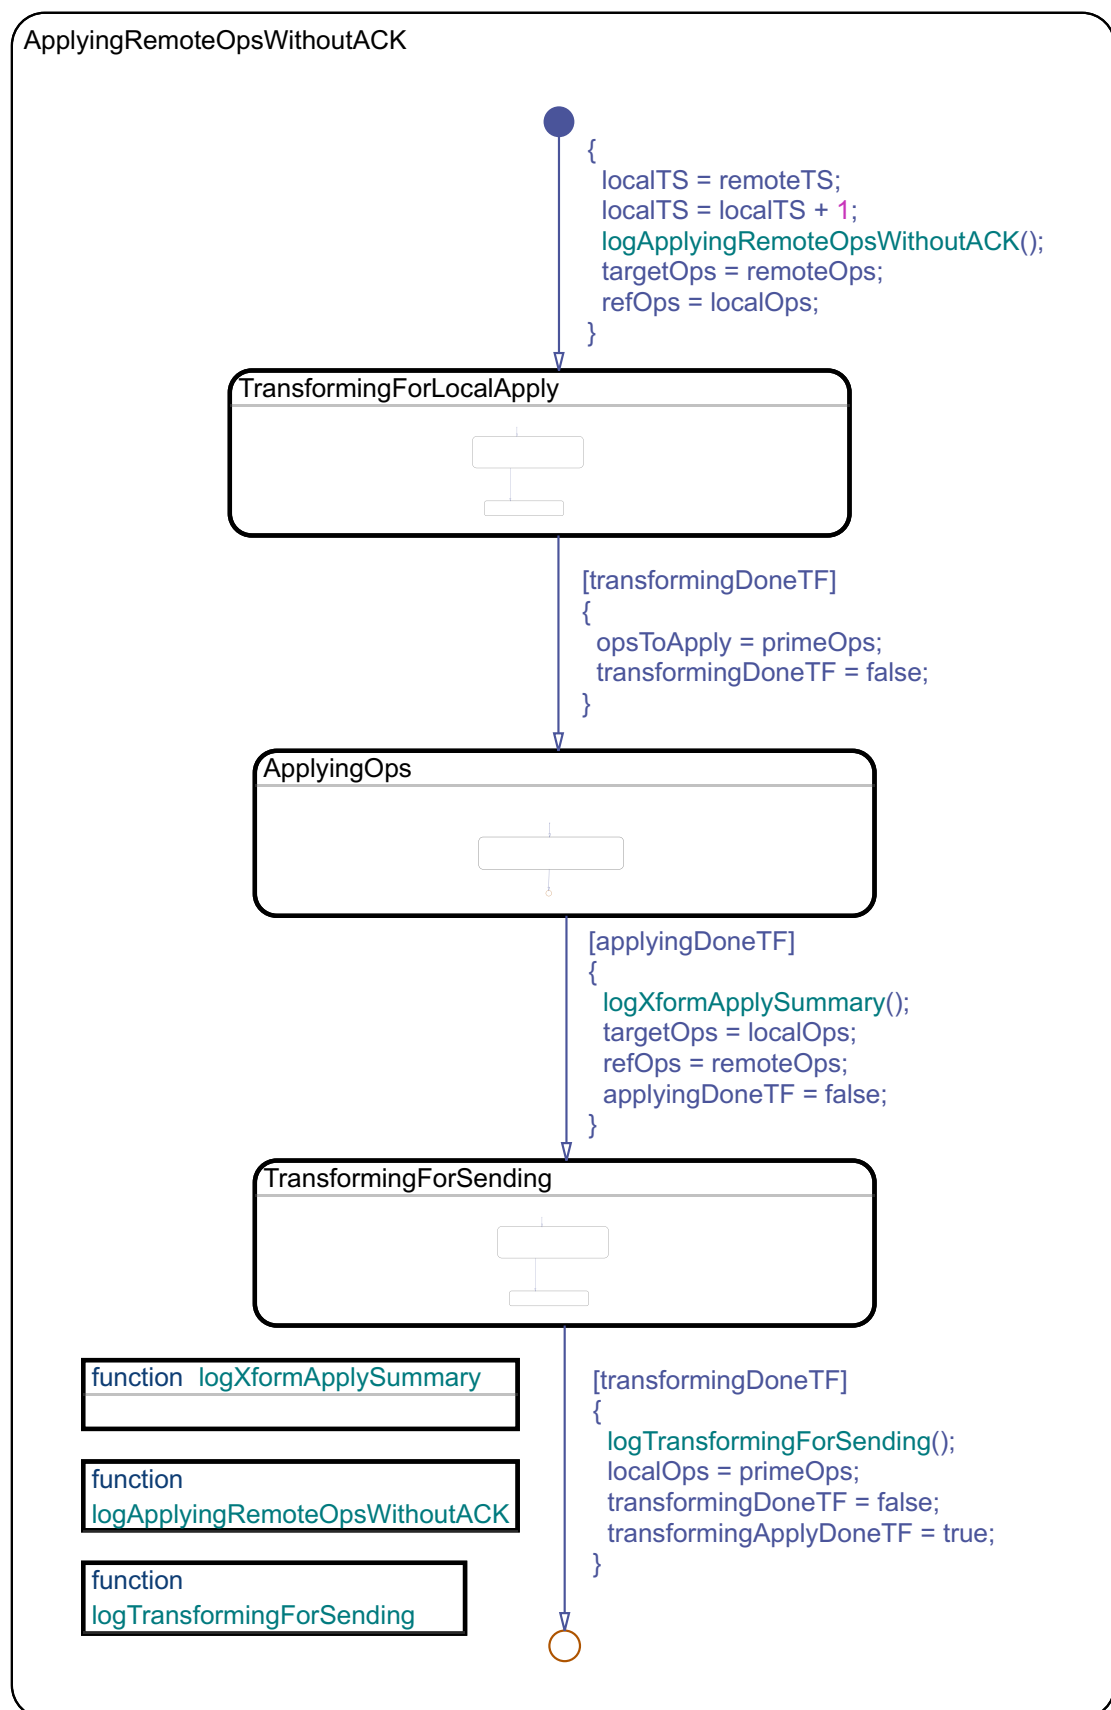 ApplyingRemoteOpsWithoutACK
{
localTS = remoteTS;
localTS = localTS + 1;
logApplyingRemoteOpsWithoutACK();
targetOps = remoteOps;
refOps = localOps;
}
TransformingForLocalApply
[transformingDoneTF]
{
opsToApply = primeOps;
transformingDoneTF = false;
}
ApplyingOps
[applyingDoneTF]
{
logXformApplySummary();
targetOps = localOps;
refOps = remoteOps;
applyingDoneTF = false;
}
TransformingForSending
[transformingDoneTF]
{
logTransformingForSending();
localOps = primeOps;
transformingDoneTF = false;
transformingApplyDoneTF = true;
}
function logXformApplySummary
function
logApplyingRemoteOpsWithoutACK
function
logTransformingForSending